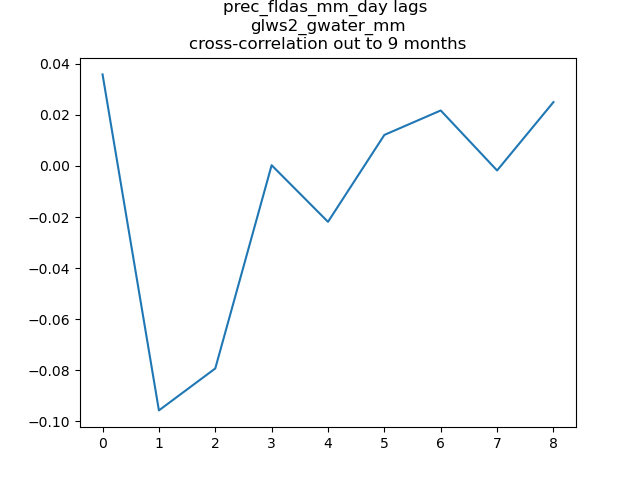 prec_fldas_mm_day lags
glws2_gwater_mm
cross-correlation out to 9 months
0.04
0.02
0.00
−0.02
−0.04
−0.06
−0.08
−0.10
0 1 2 3 4 5 6 7 8